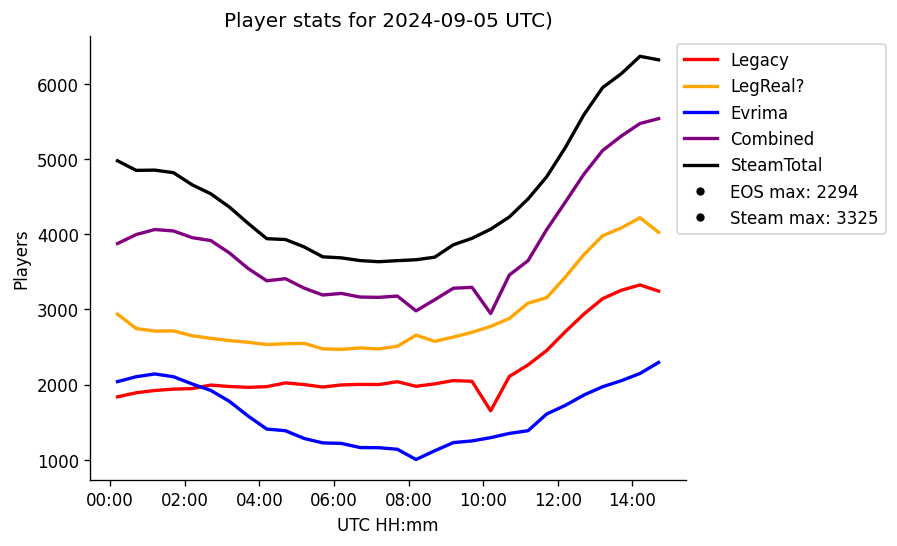 Player stats for 2024-09-05 UTC)
Legacy
LegReal?
Evrima
Combined
SteamTotal
EOS max: 2294
Steam max: 3325
Players
6000
5000
4000
3000
2000
1000
00:00 02:00 04:00 06:00 08:00 10:00 12:00 14:00
UTC HH:mm